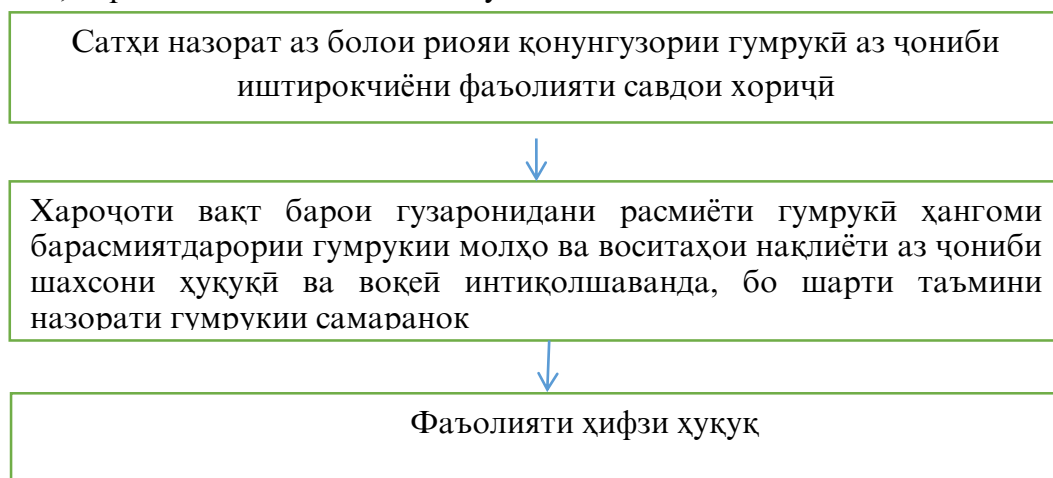 Сатҳи назорат аз болои риояи қонунгузории гумрукӣ аз ҷониби
иштирокчиёни фаъолияти савдои хориҷӣ
Хароҷоти вақт барои гузаронидани расмиёти гумрукӣ ҳангоми
барасмиятдарории гумрукии молҳо ва воситаҳои нақлиёти аз ҷониби
шахсони ҳуқуқӣ ва воқеӣ интиқолшаванда, бо шарти таъмини
назорати гумрукии самаранок
Фаъолияти ҳифзи ҳуқуқ